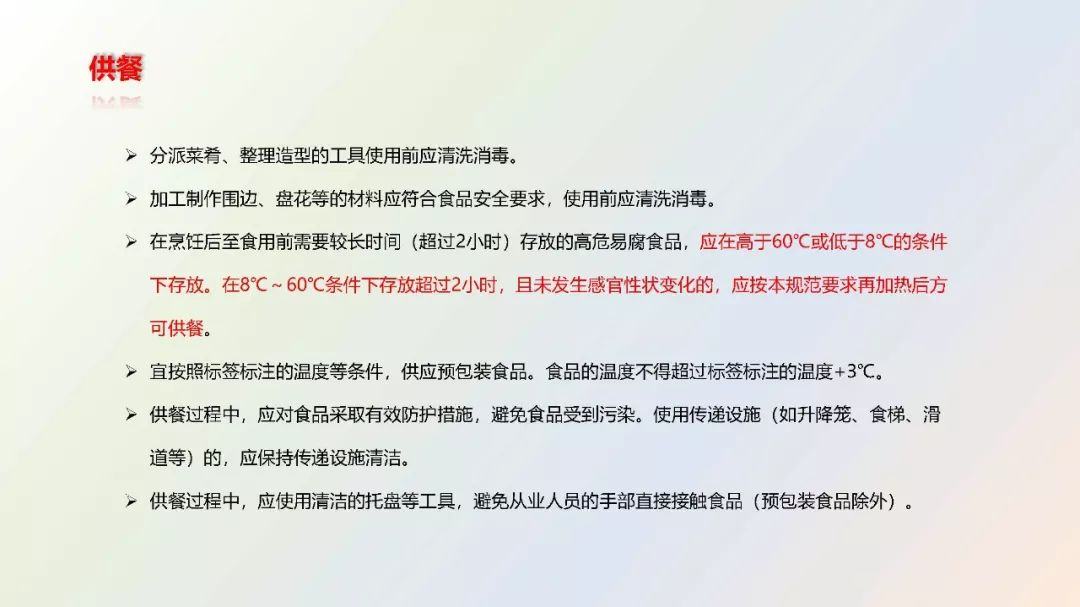 供餐
➢ 分派菜肴、整理造型的工具使用前应清洗消毒。
➢ 加工制作围边、盘花等的材料应符合食品安全要求，使用前应清洗消毒。
➢ 在烹饪后至食用前需要较长时间（超过2小时）存放的高危易腐食品，应在高于60℃或低于8℃的条件
下存放。在8℃～60℃条件下存放超过2小时，且未发生感官性状变化的，应按本规范要求再加热后方
可供餐。
➢ 宜按照标签标注的温度等条件，供应预包装食品。食品的温度不得超过标签标注的温度+3℃。
➢ 供餐过程中，应对食品采取有效防护措施，避免食品受到污染。使用传递设施（如升降笼、食梯、滑
道等）的，应保持传递设施清洁。
➢ 供餐过程中，应使用清洁的托盘等工具，避免从业人员的手部直接接触食品（预包装食品除外）。